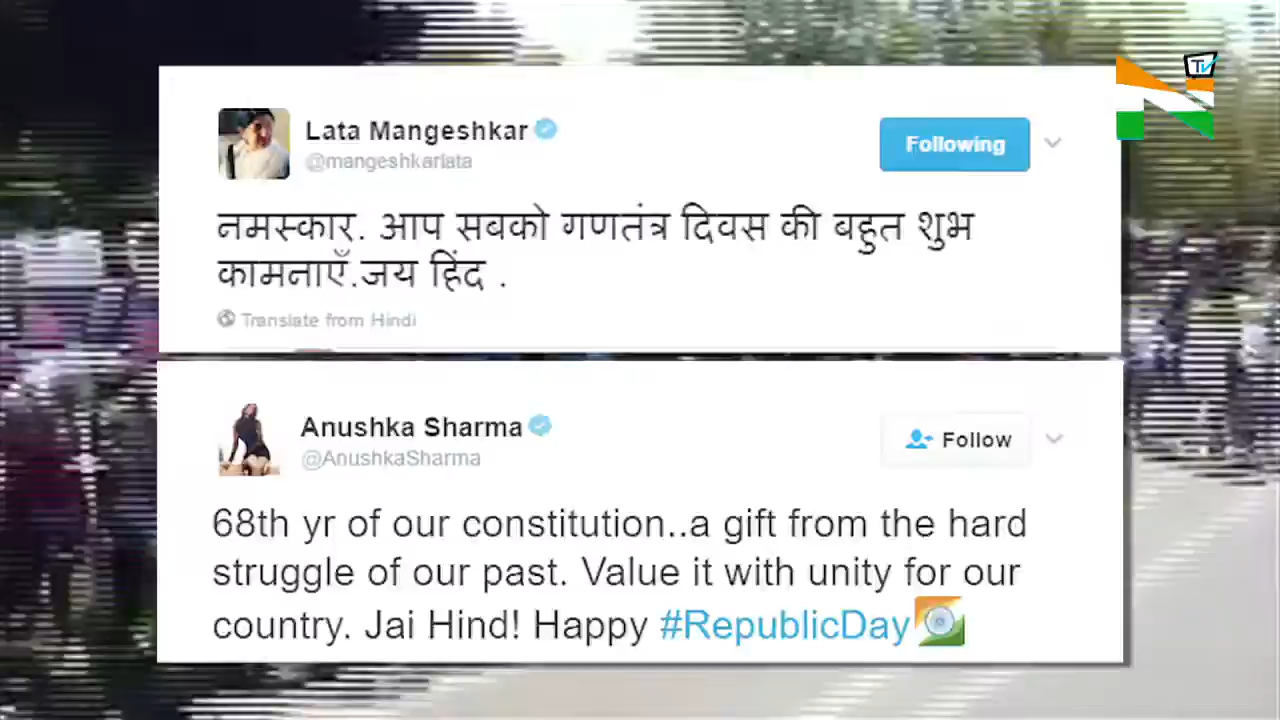 Lata Mangeshkar
@mangeshkarlata
Following
नमस्कार. आप सबको गणतंत्र दिवस की बहुत शुभ
कामनाएँ.जय हिंद .
Translate from Hindi
Anushka Sharma
@AnushkaSharma
Follow
68th yr of our constitution..a gift from the hard
struggle of our past. Value it with unity for our
country. Jai Hind! Happy #RepublicDay
TV